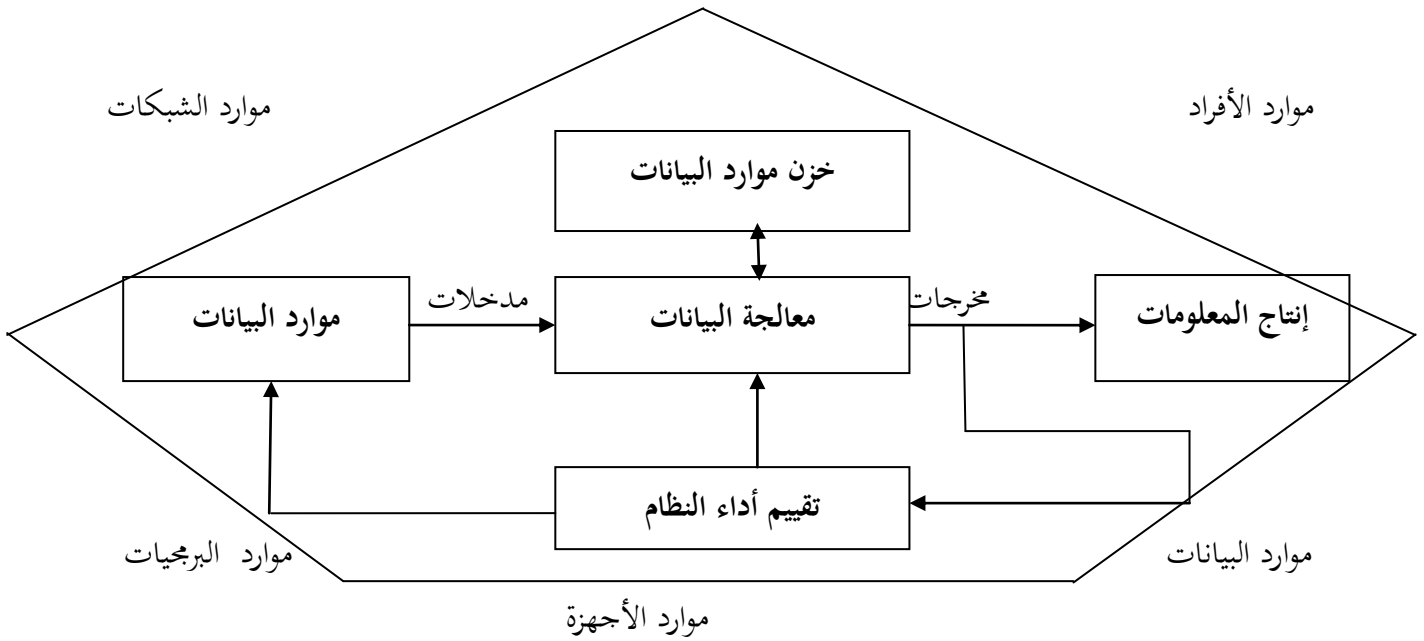 موارد الأفراد
موارد الشبكات
خزن موارد البيانات
إنتاج المعلومات
مخرجات
معالجة البيانات
مدخلات
موارد البيانات
تقييم أداء النظام
موارد البيانات
موارد البرمجيات
موارد الأجهزة